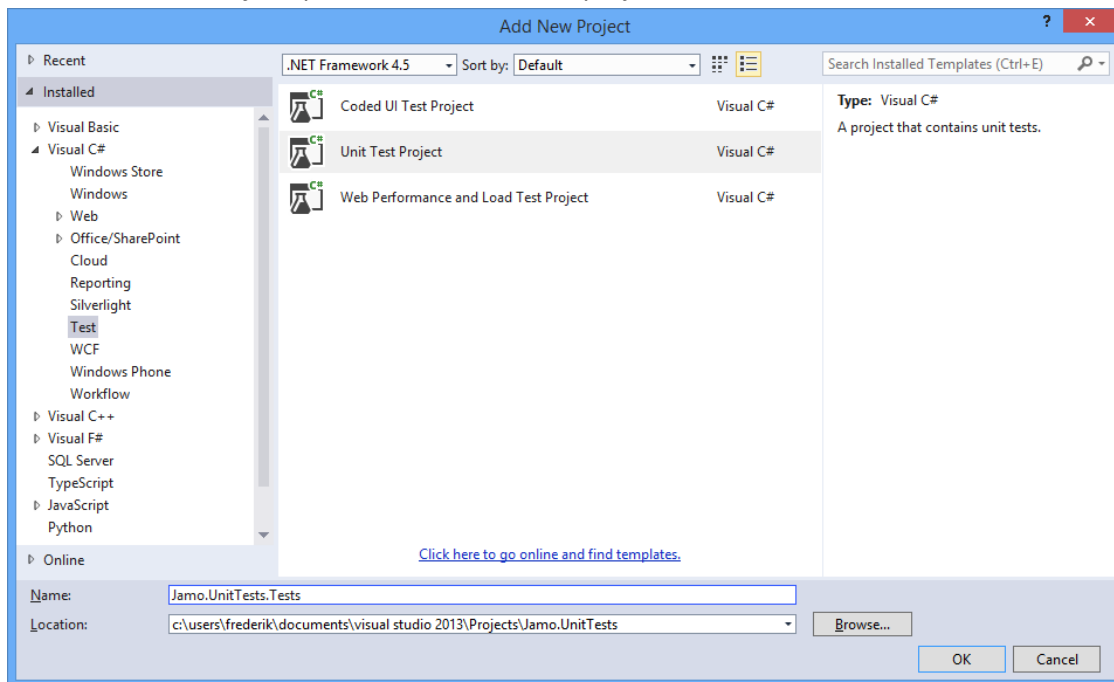 Add New Project
?
Recent
.NET Framework 4.5
Sort by: Default
Search Installed Templates (Ctrl+E)
Installed
Visual Basic
Visual C#
Windows Store
Windows
Web
Office/SharePoint
Cloud
Reporting
Silverlight
Test
WCF
Windows Phone
Workflow
Visual C++
Visual F#
SQL Server
TypeScript
JavaScript
Python
Online
C# Coded UI Test Project Visual C#
C# Unit Test Project Visual C#
C# Web Performance and Load Test Project Visual C#
Click here to go online and find templates.
Type: Visual C#
A project that contains unit tests.
Name: Jamo.UnitTests.Tests
Location: c:\users\frederik\documents\visual studio 2013\Projects\Jamo.UnitTests
Browse...
OK Cancel